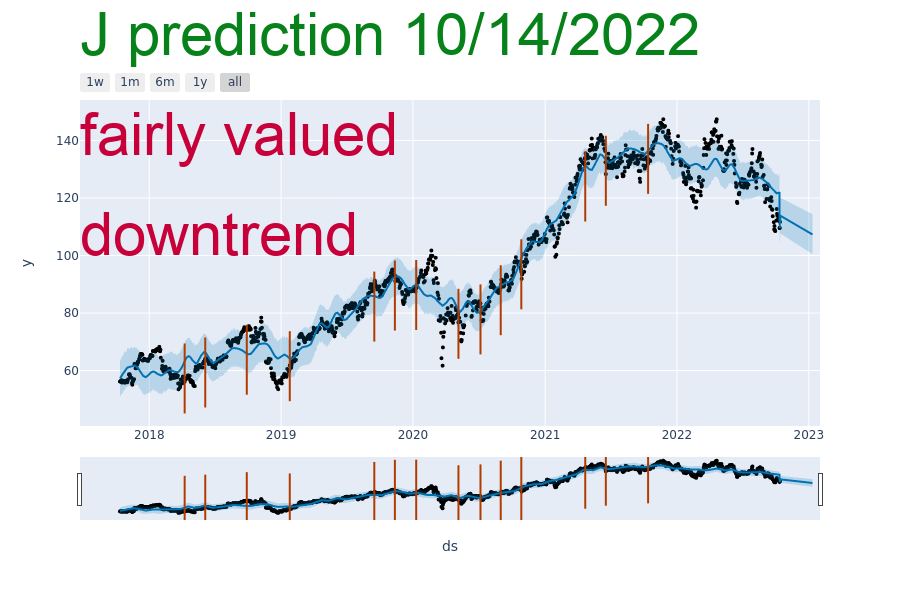 J prediction 10/14/2022
1w 1m 6m 1y all
fairly valued
140
120
downtrend
100
y
80
60
2018 2019 2020 2021 2022 2023
ds